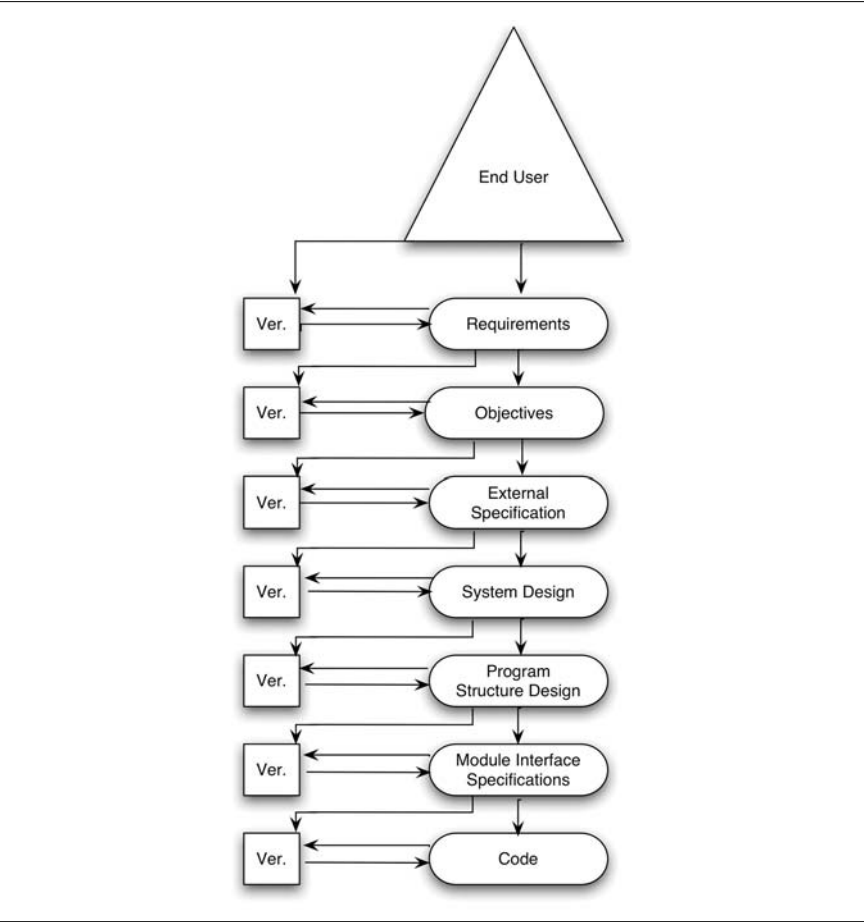 End User
Ver.
Requirements
Ver.
Objectives
Ver.
External
Specification
Ver.
System Design
Ver.
Program
Structure Design
Ver.
Module Interface
Specifications
Ver.
Code